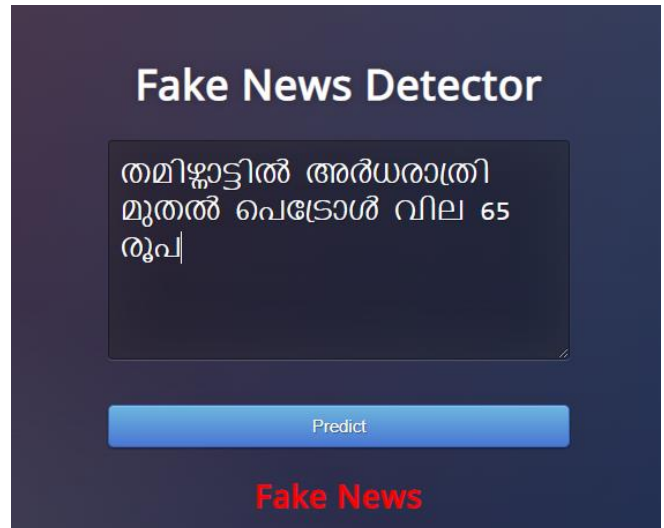 Fake News Detector
തമിഴ്നാട്ടിൽ അർധരാത്രി
മുതൽ പെട്രോൾ വില 65
രൂപ
Predict
Fake News